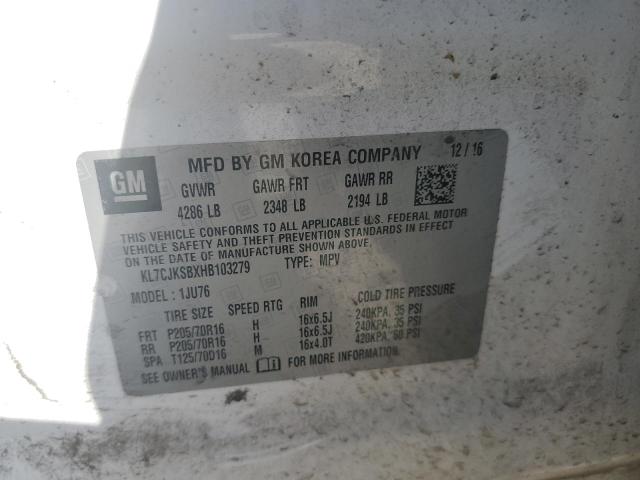 GM
MFD BY GM KOREA COMPANY 12/16
GVWR GAWR FRT GAWR RR
4286 LB 2348 LB 2194 LB
THIS VEHICLE CONFORMS TO ALL APPLICABLE U.S. FEDERAL MOTOR
VEHICLE SAFETY AND THEFT PREVENTION STANDARDS IN EFFECT ON
THE DATE OF MANUFACTURE SHOWN ABOVE.
KL7CJKSBXHB103279 TYPE: MPV
MODEL: 1JU76
TIRE SIZE SPEED RTG RIM COLD TIRE PRESSURE
FRT P205/70R16 H 16x6.5J 240KPA, 35 PSI
RR P205/70R16 H 16x6.5J 240KPA, 35 PSI
SPA T125/70D16 M 16x4.0T 420KPA, 60 PSI
SEE OWNER'S MANUAL FOR MORE INFORMATION